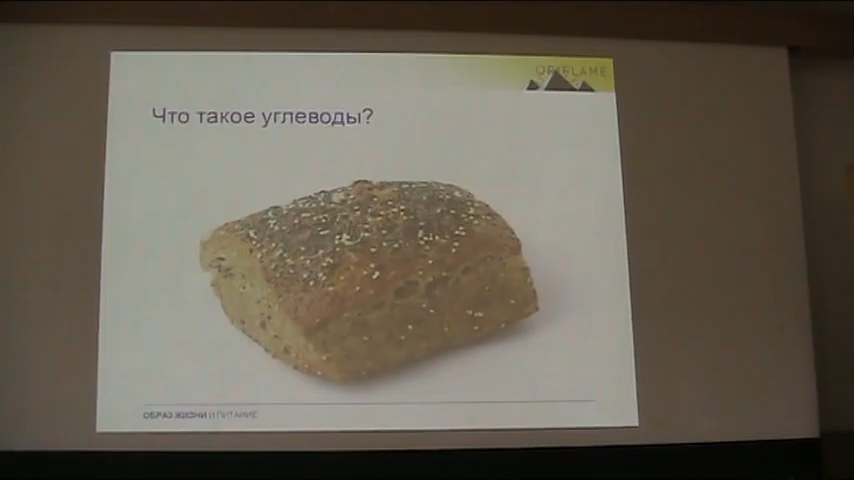 ORIFLAME
Что такое углеводы?
ОБРАЗ ЖИЗНИ И ПИТАНИЕ